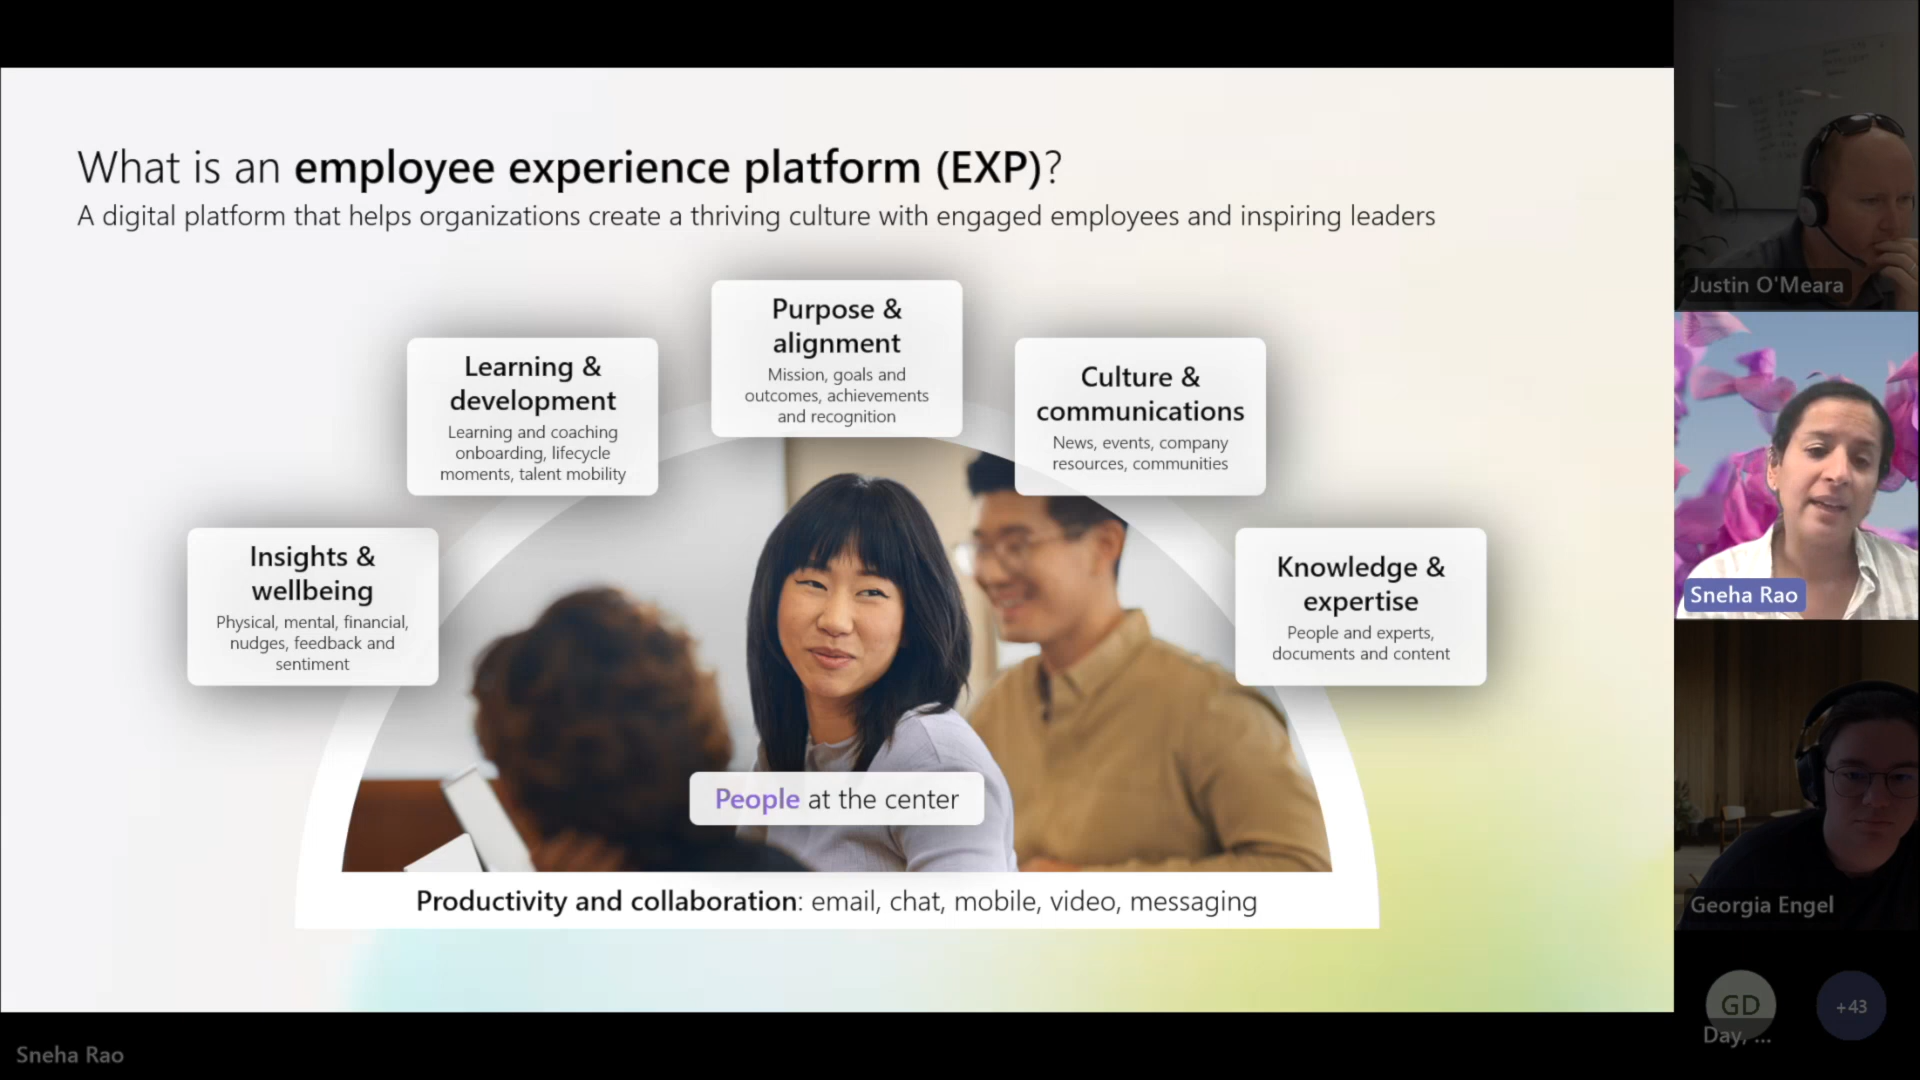 What is an employee experience platform (EXP)?
A digital platform that helps organizations create a thriving culture with engaged employees and inspiring leaders
Purpose &
alignment
Mission, goals and
outcomes, achievements
and recognition
Learning &
development
Learning and coaching
onboarding, lifecycle
moments, talent mobility
Culture &
communications
News, events, company
resources, communities
Insights &
wellbeing
Physical, mental, financial,
nudges, feedback and
sentiment
Knowledge &
expertise
People and experts,
documents and content
People at the center
Productivity and collaboration: email, chat, mobile, video, messaging
Justin O'Meara
Sneha Rao
Georgia Engel
GD
Day, ...
+43
Sneha Rao